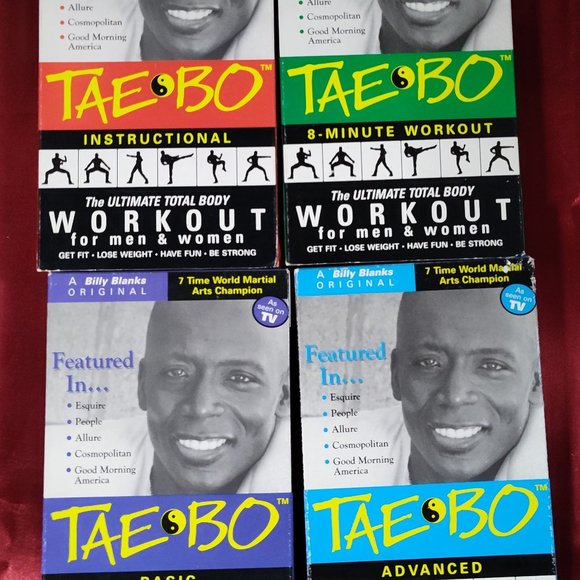 Allure
Cosmopolitan
Good Morning
America
TAE BO™
INSTRUCTIONAL
The ULTIMATE TOTAL BODY
WORKOUT
for men & women
GET FIT • LOSE WEIGHT • HAVE FUN • BE STRONG
Allure
Cosmopolitan
Good Morning
America
TAE BO™
8-MINUTE WORKOUT
The ULTIMATE TOTAL BODY
WORKOUT
for men & women
GET FIT • LOSE WEIGHT • HAVE FUN • BE STRONG
A Billy Blanks
ORIGINAL
7 Time World Martial
Arts Champion
As
seen on
TV
Featured
In...
Esquire
People
Allure
Cosmopolitan
Good Morning
America
TAE BO™
BASIC
A Billy Blanks
ORIGINAL
7 Time World Martial
Arts Champion
As
seen on
TV
Featured
In...
Esquire
People
Allure
Cosmopolitan
Good Morning
America
TAE BO™
ADVANCED